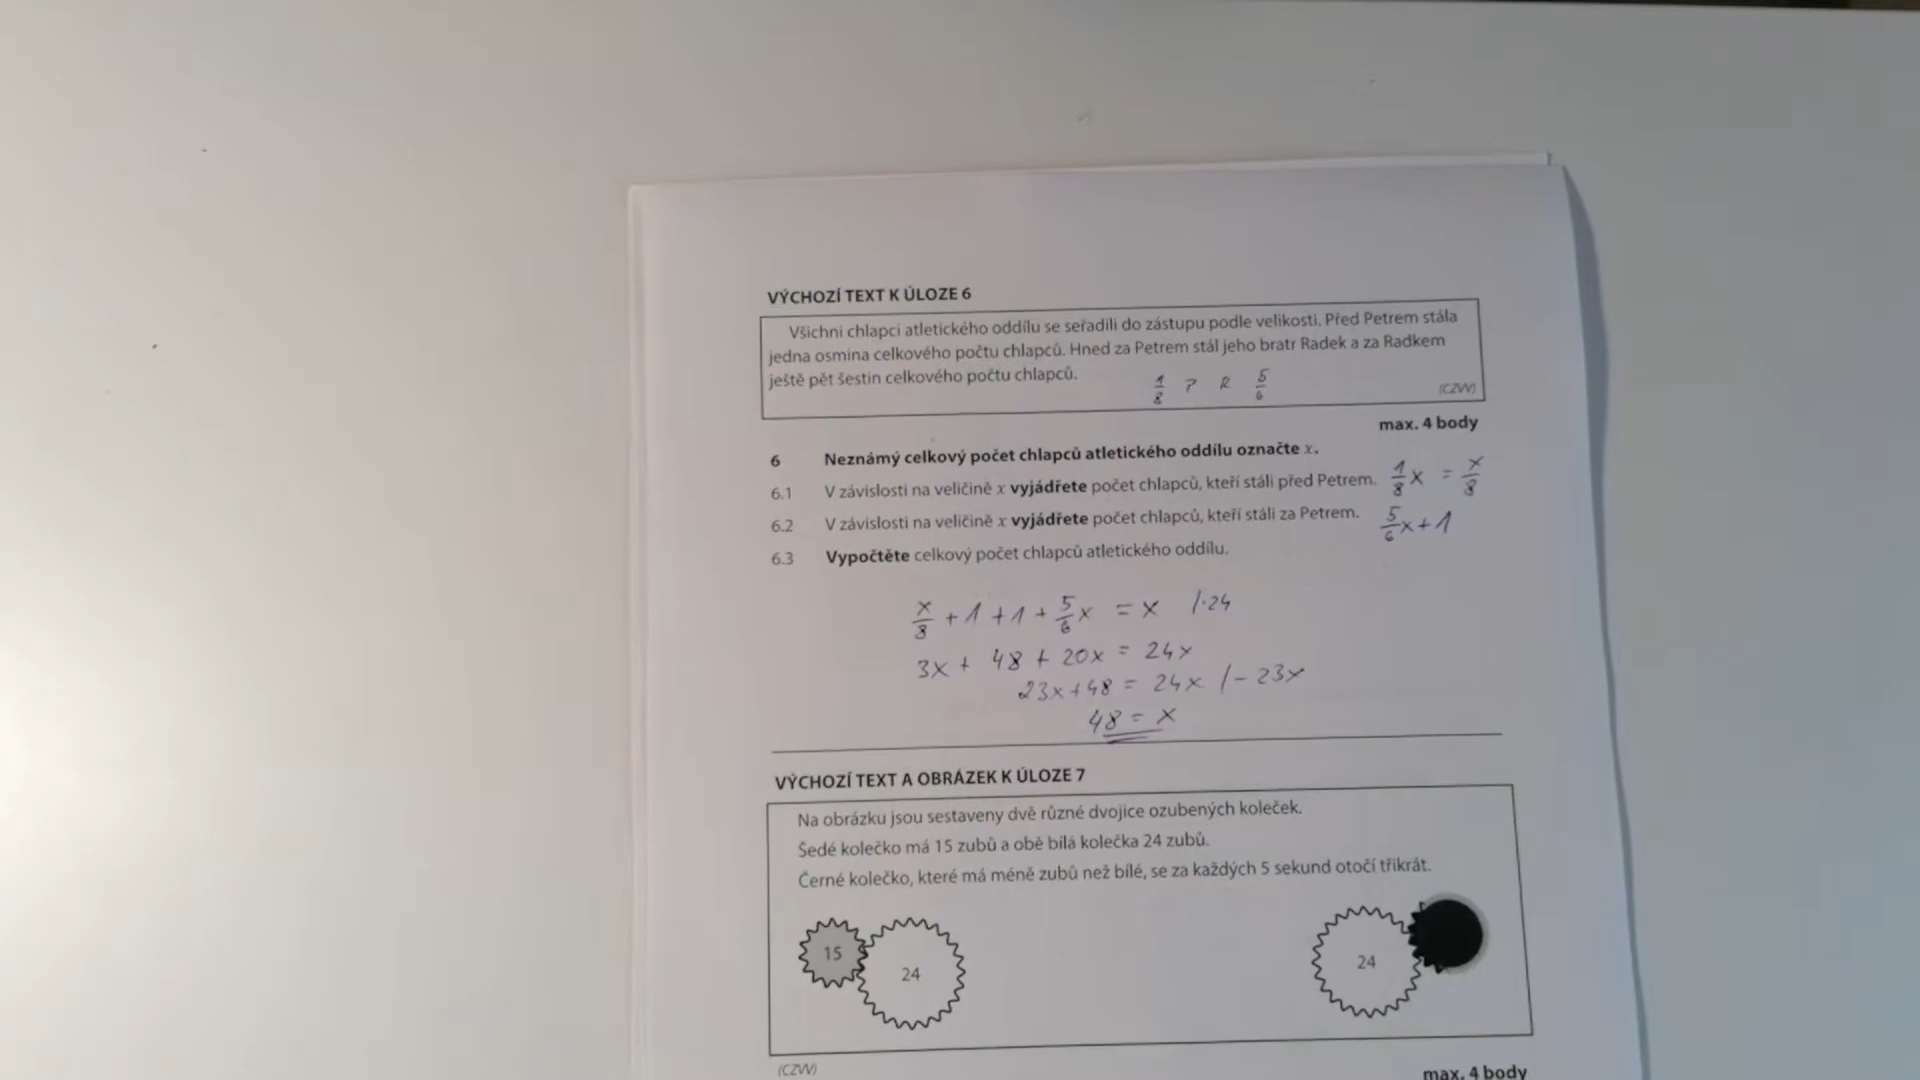 VÝCHOZÍ TEXT K ÚLOZE 6
Všichni chlapci atletického oddílu se seřadili do zástupu podle velikosti. Před Petrem stála
jedna osmina celkového počtu chlapců. Hned za Petrem stál jeho bratr Radek a za Radkem
ještě pět šestin celkového počtu chlapců.
1/8 P R 5/6
(CZVV)
max. 4 body
6 Neznámý celkový počet chlapců atletického oddílu označte x.
6.1 V závislosti na veličině x vyjádřete počet chlapců, kteří stáli před Petrem. 1/8 x = x/8
6.2 V závislosti na veličině x vyjádřete počet chlapců, kteří stáli za Petrem. 5/6 x + 1
6.3 Vypočtěte celkový počet chlapců atletického oddílu.
x/8 + 1 + 1 + 5/6 x = x /·24
3x + 48 + 20x = 24x
23x + 48 = 24x /- 23x
48 = x
VÝCHOZÍ TEXT A OBRÁZEK K ÚLOZE 7
Na obrázku jsou sestaveny dvě různé dvojice ozubených koleček.
Šedé kolečko má 15 zubů a obě bílá kolečka 24 zubů.
Černé kolečko, které má méně zubů než bílé, se za každých 5 sekund otočí třikrát.
15 24 24
(CZVV)
max. 4 body